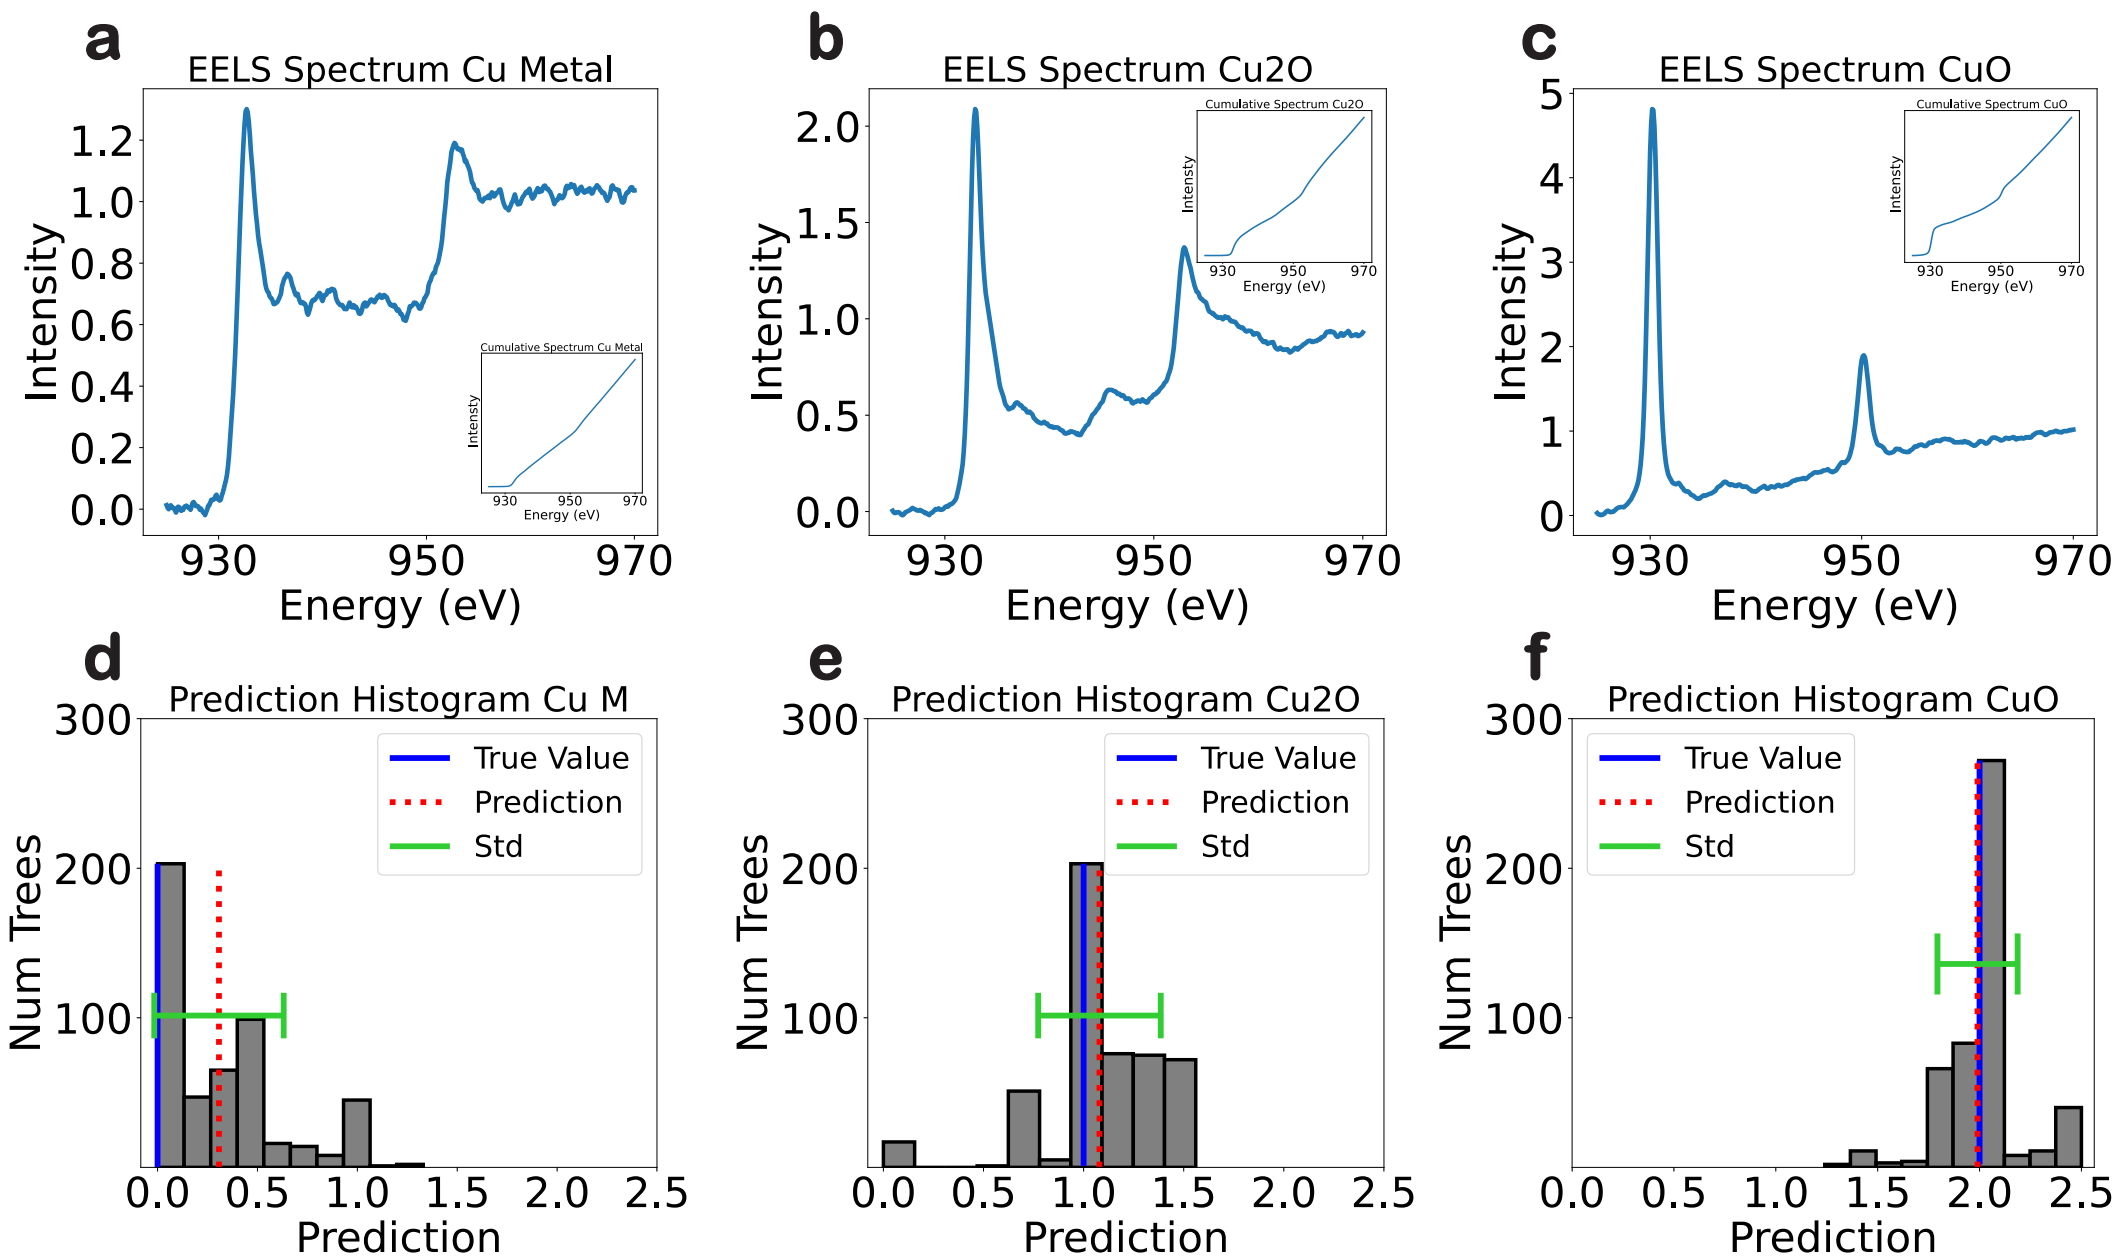 a
EELS Spectrum Cu Metal
Intensity
1.2
1.0
0.8
0.6
0.4
0.2
0.0
930 950 970
Energy (eV)
Cumulative Spectrum Cu Metal
Intensty
930 950 970
Energy (eV)
b
EELS Spectrum Cu2O
Intensity
2.0
1.5
1.0
0.5
0.0
930 950 970
Energy (eV)
Cumulative Spectrum Cu2O
Intensty
930 950 970
Energy (eV)
c
EELS Spectrum CuO
Intensity
5
4
3
2
1
0
930 950 970
Energy (eV)
Cumulative Spectrum CuO
Intensty
930 950 970
Energy (eV)
d
Prediction Histogram Cu M
Num Trees
300
200
100
True Value
Prediction
Std
0.0 0.5 1.0 1.5 2.0 2.5
Prediction
e
Prediction Histogram Cu2O
Num Trees
300
200
100
True Value
Prediction
Std
0.0 0.5 1.0 1.5 2.0 2.5
Prediction
f
Prediction Histogram CuO
Num Trees
300
200
100
True Value
Prediction
Std
0.0 0.5 1.0 1.5 2.0 2.5
Prediction